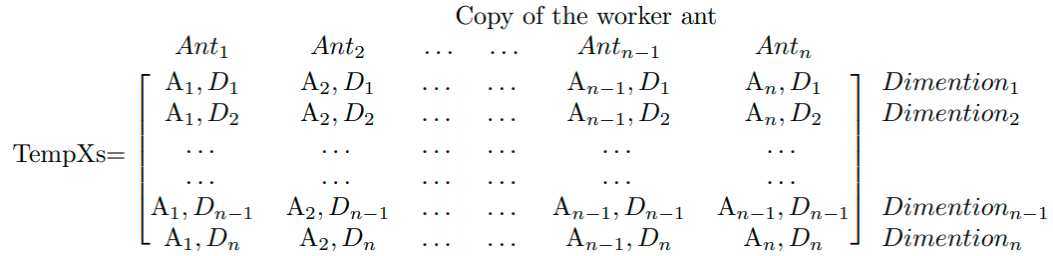 Copy of the worker ant
Ant₁ Ant₂ … … Antₙ₋₁ Antₙ
A₁, D₁ A₂, D₁ … … Aₙ₋₁, D₁ Aₙ, D₁ Dimention₁
A₁, D₂ A₂, D₂ … … Aₙ₋₁, D₂ Aₙ, D₂ Dimention₂
… … … … … …
TempXs=
… … … … … …
A₁, Dₙ₋₁ A₂, Dₙ₋₁ … … Aₙ₋₁, Dₙ₋₁ Aₙ₋₁, Dₙ₋₁ Dimentionₙ₋₁
A₁, Dₙ A₂, Dₙ … … Aₙ₋₁, Dₙ Aₙ, Dₙ Dimentionₙ